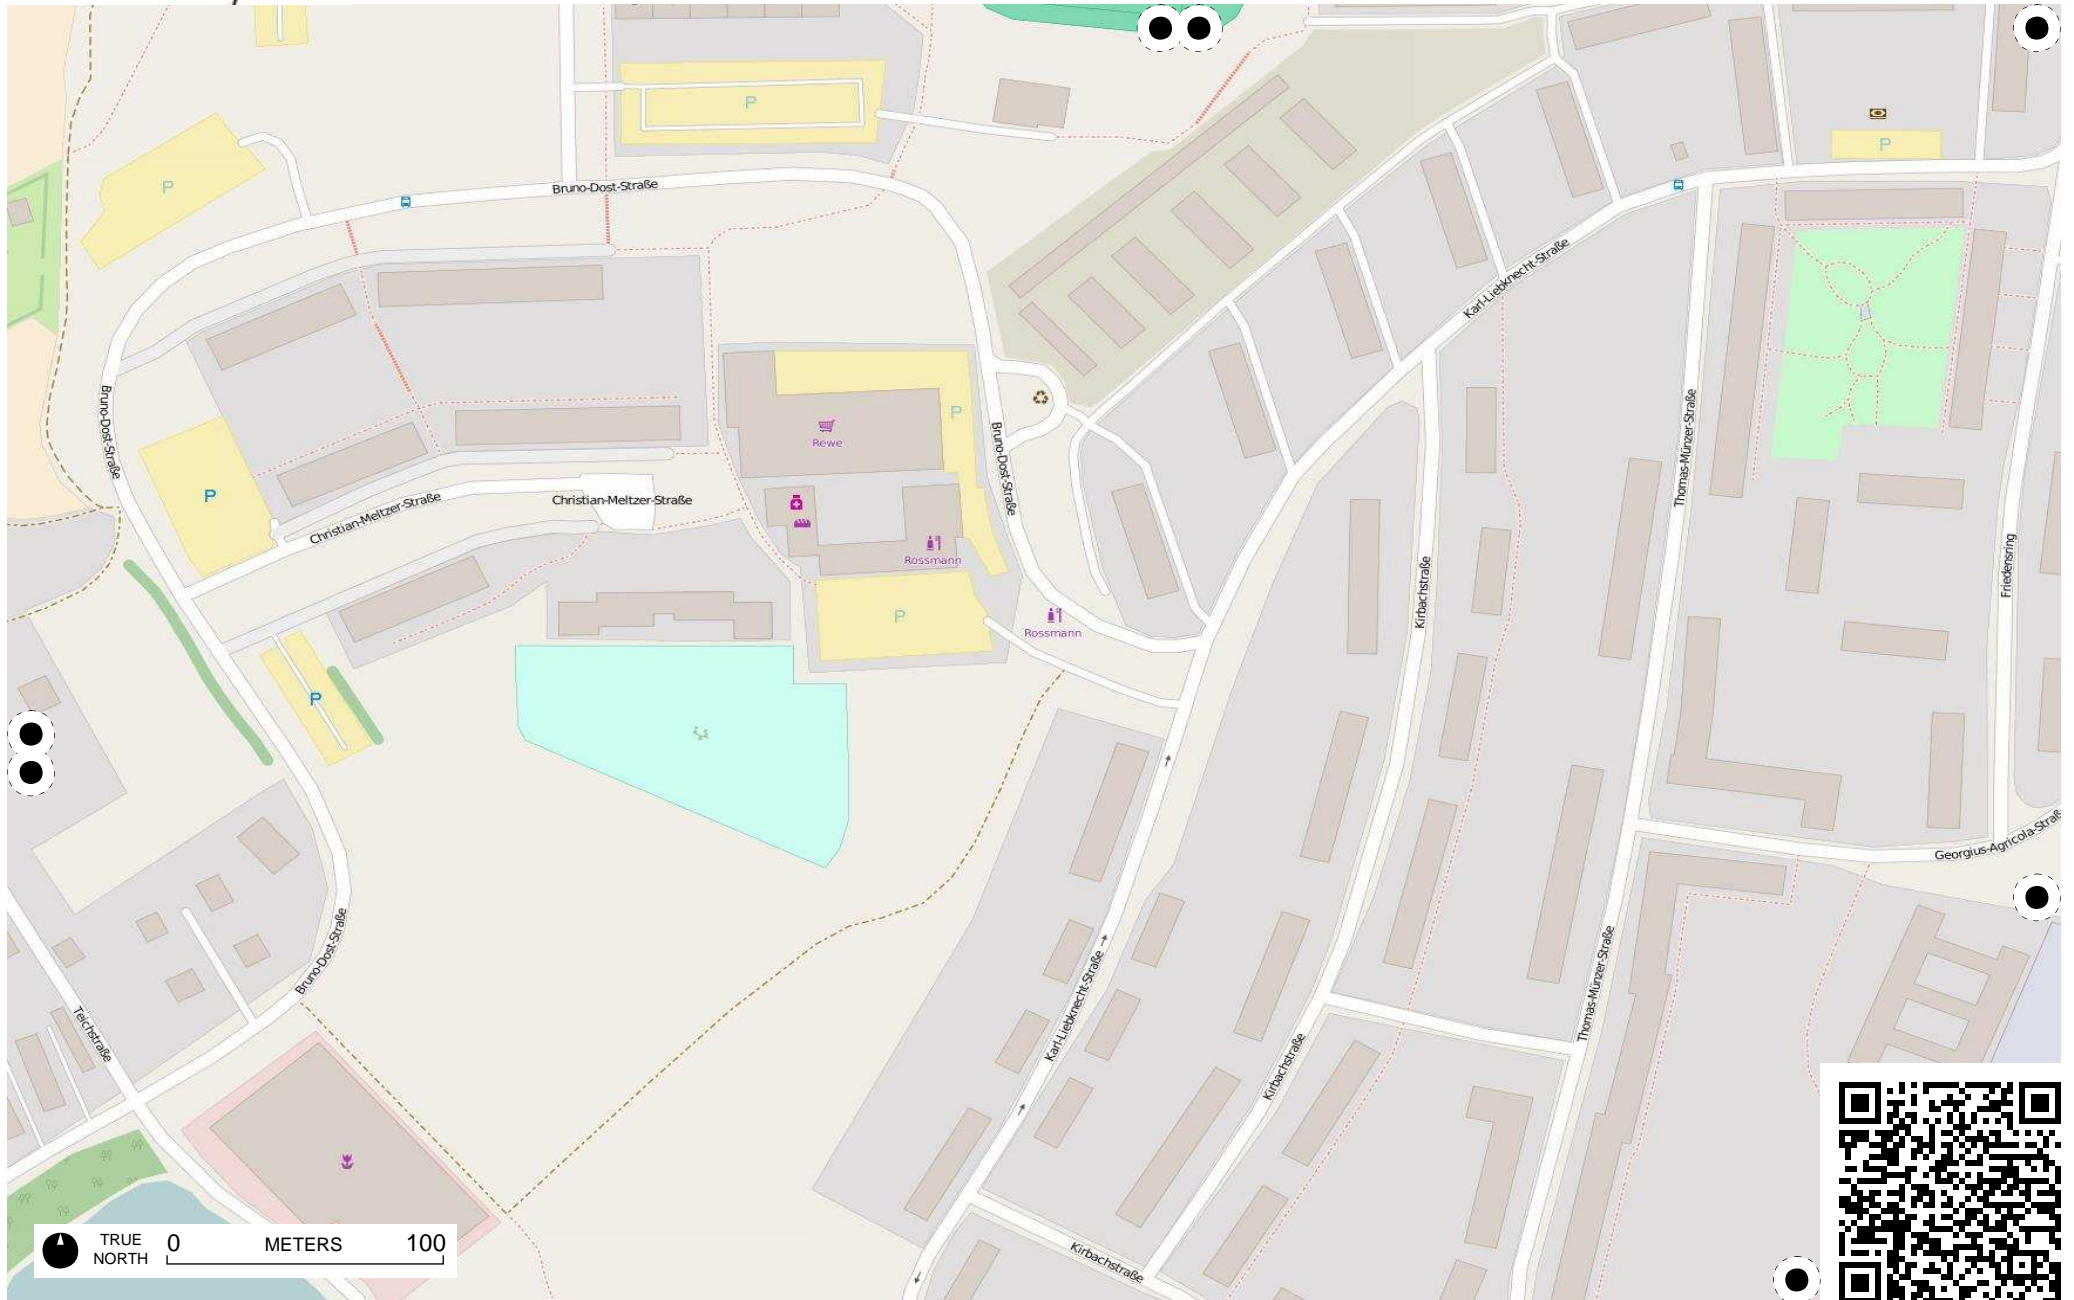 P
P
P
Bruno-Dost-Straße
Karl-Liebknecht-Straße
Bruno-Dost-Straße
Thomas-Münzer-Straße
P
Rewe
Bruno-Dost-Straße
P
Christian-Meltzer-Straße
Christian-Meltzer-Straße
Rossmann
Friedensring
Kirbachstraße
P
Rossmann
P
Georgius-Agricola-Straß
Bruno-Dost-Straße
Karl-Liebknecht-Straße
Thomas-Münzer-Straße
Teichstraße
Kirbachstraße
Kirbachstraße
TRUE NORTH
0 METERS 100